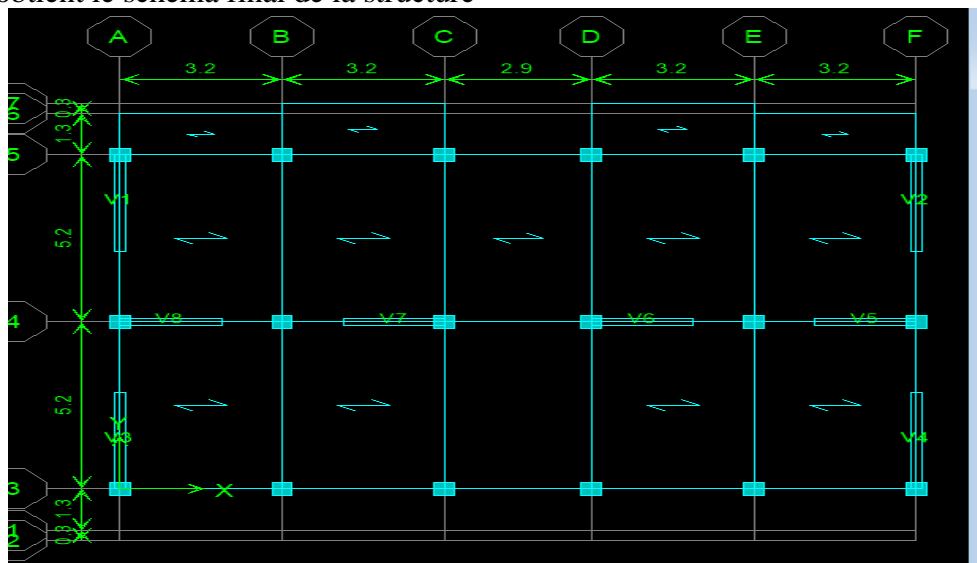 obtient le schéma final de la structure
A B C D E F
3.2 3.2 2.9 3.2 3.2
7
0.3
6
1.3
5
V1 V2
5.2
4
V8 V7 V6 V5
5.2
Y
V3 V4
3
X
1.3
1
0.3
2